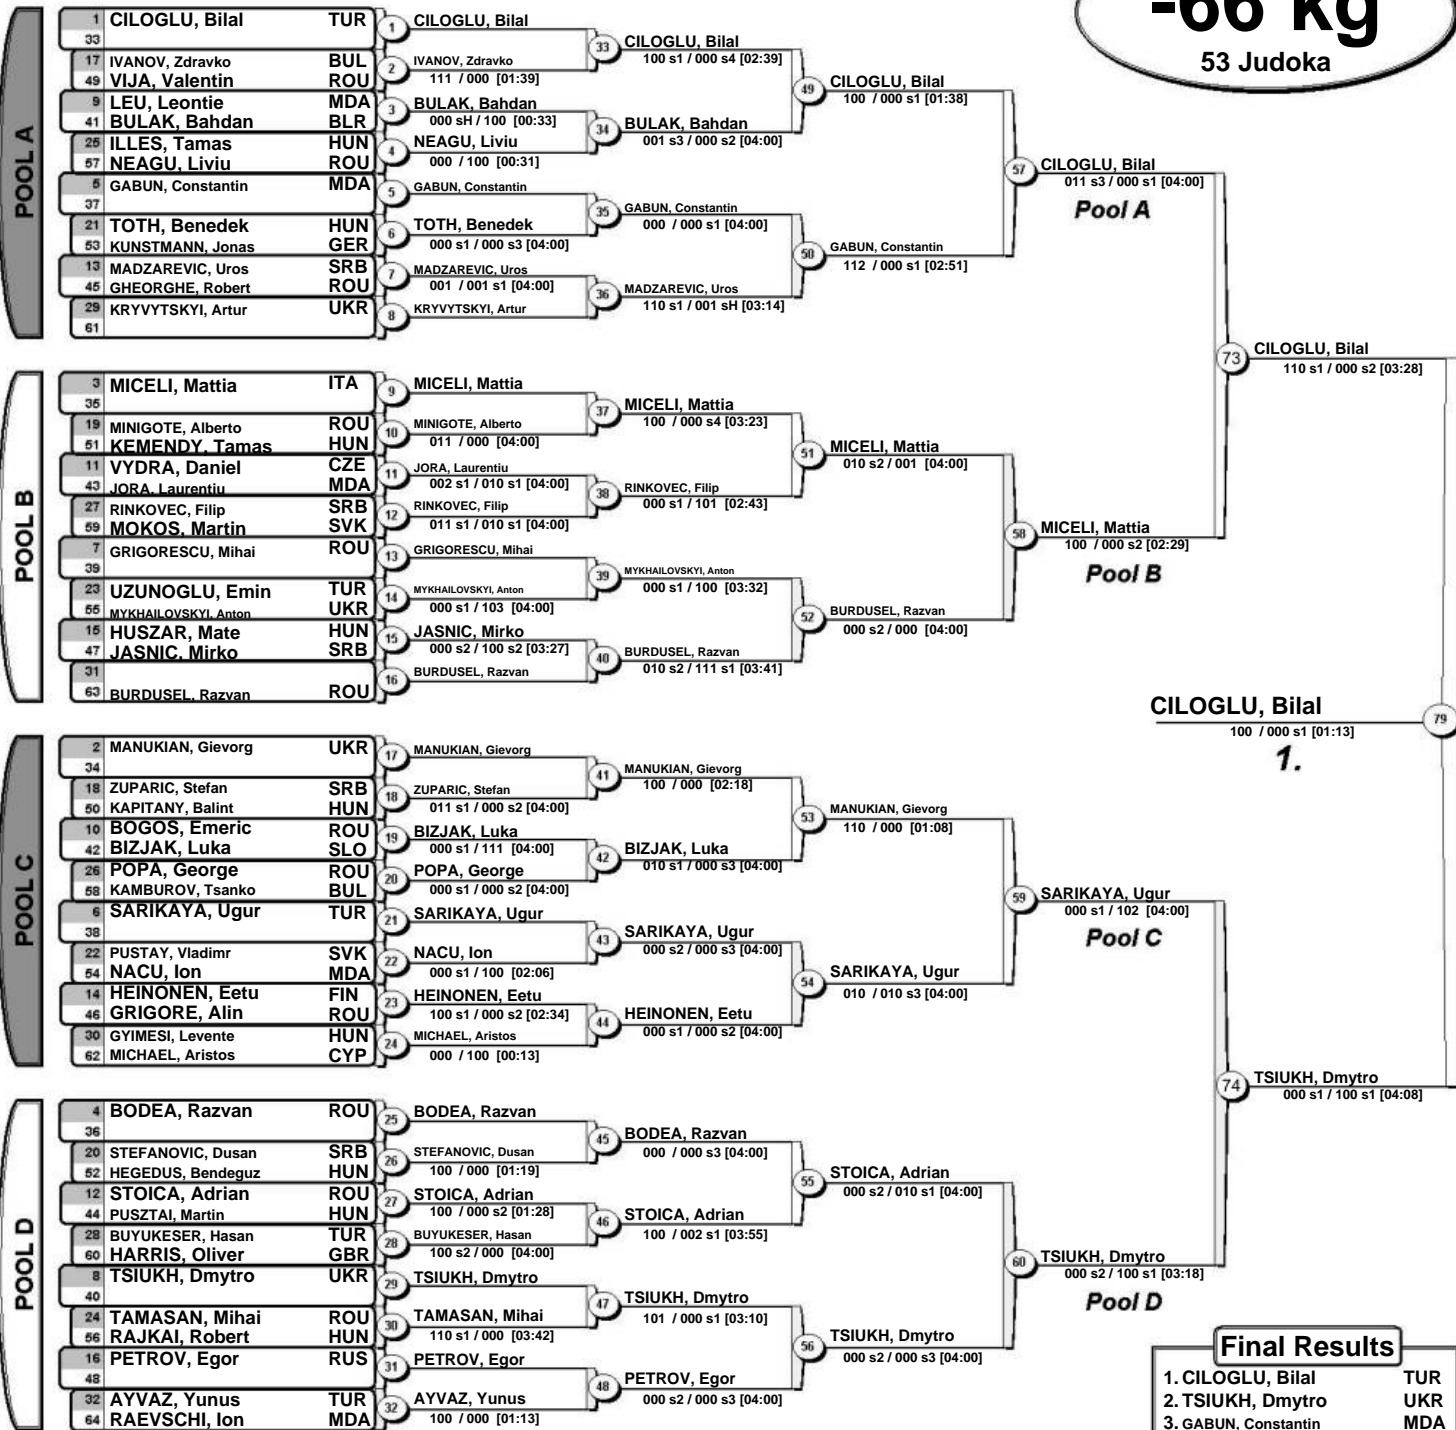 -66 kg
53 Judoka
POOL A
1 CILOGLU, Bilal TUR
33
17 IVANOV, Zdravko BUL
49 VIJA, Valentin ROU
9 LEU, Leontie MDA
41 BULAK, Bahdan BLR
25 ILLES, Tamas HUN
57 NEAGU, Liviu ROU
5 GABUN, Constantin MDA
37
21 TOTH, Benedek HUN
53 KUNSTMANN, Jonas GER
13 MADZAREVIC, Uros SRB
45 GHEORGHE, Robert ROU
29 KRYVYTSKYI, Artur UKR
61
1 CILOGLU, Bilal
2 IVANOV, Zdravko
111 / 000 [01:39]
3 BULAK, Bahdan
000 sH / 100 [00:33]
4 NEAGU, Liviu
000 / 100 [00:31]
5 GABUN, Constantin
6 TOTH, Benedek
000 s1 / 000 s3 [04:00]
7 MADZAREVIC, Uros
001 / 001 s1 [04:00]
8 KRYVYTSKYI, Artur
33 CILOGLU, Bilal
100 s1 / 000 s4 [02:39]
34 BULAK, Bahdan
001 s3 / 000 s2 [04:00]
35 GABUN, Constantin
000 / 000 s1 [04:00]
36 MADZAREVIC, Uros
110 s1 / 001 sH [03:14]
49 CILOGLU, Bilal
100 / 000 s1 [01:38]
50 GABUN, Constantin
112 / 000 s1 [02:51]
57 CILOGLU, Bilal
011 s3 / 000 s1 [04:00]
Pool A
POOL B
3 MICELI, Mattia ITA
35
19 MINIGOTE, Alberto ROU
51 KEMENDY, Tamas HUN
11 VYDRA, Daniel CZE
43 JORA, Laurentiu MDA
27 RINKOVEC, Filip SRB
59 MOKOS, Martin SVK
7 GRIGORESCU, Mihai ROU
39
23 UZUNOGLU, Emin TUR
55 MYKHAILOVSKYI, Anton UKR
15 HUSZAR, Mate HUN
47 JASNIC, Mirko SRB
31
63 BURDUSEL, Razvan ROU
9 MICELI, Mattia
10 MINIGOTE, Alberto
011 / 000 [04:00]
11 JORA, Laurentiu
002 s1 / 010 s1 [04:00]
12 RINKOVEC, Filip
011 s1 / 010 s1 [04:00]
13 GRIGORESCU, Mihai
14 MYKHAILOVSKYI, Anton
000 s1 / 103 [04:00]
15 JASNIC, Mirko
000 s2 / 100 s2 [03:27]
16 BURDUSEL, Razvan
37 MICELI, Mattia
100 / 000 s4 [03:23]
38 RINKOVEC, Filip
000 s1 / 101 [02:43]
39 MYKHAILOVSKYI, Anton
000 s1 / 100 [03:32]
40 BURDUSEL, Razvan
010 s2 / 111 s1 [03:41]
51 MICELI, Mattia
010 s2 / 001 [04:00]
52 BURDUSEL, Razvan
000 s2 / 000 [04:00]
58 MICELI, Mattia
100 / 000 s2 [02:29]
Pool B
73 CILOGLU, Bilal
110 s1 / 000 s2 [03:28]
CILOGLU, Bilal 79
100 / 000 s1 [01:13]
1.
POOL C
2 MANUKIAN, Gievorg UKR
34
18 ZUPARIC, Stefan SRB
50 KAPITANY, Balint HUN
10 BOGOS, Emeric ROU
42 BIZJAK, Luka SLO
26 POPA, George ROU
58 KAMBUROV, Tsanko BUL
6 SARIKAYA, Ugur TUR
38
22 PUSTAY, Vladimr SVK
54 NACU, Ion MDA
14 HEINONEN, Eetu FIN
46 GRIGORE, Alin ROU
30 GYIMESI, Levente HUN
62 MICHAEL, Aristos CYP
17 MANUKIAN, Gievorg
18 ZUPARIC, Stefan
011 s1 / 000 s2 [04:00]
19 BIZJAK, Luka
000 s1 / 111 [04:00]
20 POPA, George
000 s1 / 000 s2 [04:00]
21 SARIKAYA, Ugur
22 NACU, Ion
000 s1 / 100 [02:06]
23 HEINONEN, Eetu
100 s1 / 000 s2 [02:34]
24 MICHAEL, Aristos
000 / 100 [00:13]
41 MANUKIAN, Gievorg
100 / 000 [02:18]
42 BIZJAK, Luka
010 s1 / 000 s3 [04:00]
43 SARIKAYA, Ugur
000 s2 / 000 s3 [04:00]
44 HEINONEN, Eetu
000 s1 / 000 s2 [04:00]
53 MANUKIAN, Gievorg
110 / 000 [01:08]
54 SARIKAYA, Ugur
010 / 010 s3 [04:00]
59 SARIKAYA, Ugur
000 s1 / 102 [04:00]
Pool C
POOL D
4 BODEA, Razvan ROU
36
20 STEFANOVIC, Dusan SRB
52 HEGEDUS, Bendeguz HUN
12 STOICA, Adrian ROU
44 PUSZTAI, Martin HUN
28 BUYUKESER, Hasan TUR
60 HARRIS, Oliver GBR
8 TSIUKH, Dmytro UKR
40
24 TAMASAN, Mihai ROU
56 RAJKAI, Robert HUN
16 PETROV, Egor RUS
48
32 AYVAZ, Yunus TUR
64 RAEVSCHI, Ion MDA
25 BODEA, Razvan
26 STEFANOVIC, Dusan
100 / 000 [01:19]
27 STOICA, Adrian
100 / 000 s2 [01:28]
28 BUYUKESER, Hasan
100 s2 / 000 [04:00]
29 TSIUKH, Dmytro
30 TAMASAN, Mihai
110 s1 / 000 [03:42]
31 PETROV, Egor
32 AYVAZ, Yunus
100 / 000 [01:13]
45 BODEA, Razvan
000 / 000 s3 [04:00]
46 STOICA, Adrian
100 / 002 s1 [03:55]
47 TSIUKH, Dmytro
101 / 000 s1 [03:10]
48 PETROV, Egor
000 s2 / 000 s3 [04:00]
55 STOICA, Adrian
000 s2 / 010 s1 [04:00]
56 TSIUKH, Dmytro
000 s2 / 000 s3 [04:00]
60 TSIUKH, Dmytro
000 s2 / 100 s1 [03:18]
Pool D
74 TSIUKH, Dmytro
000 s1 / 100 s1 [04:08]
Final Results
1. CILOGLU, Bilal TUR
2. TSIUKH, Dmytro UKR
3. GABUN, Constantin MDA